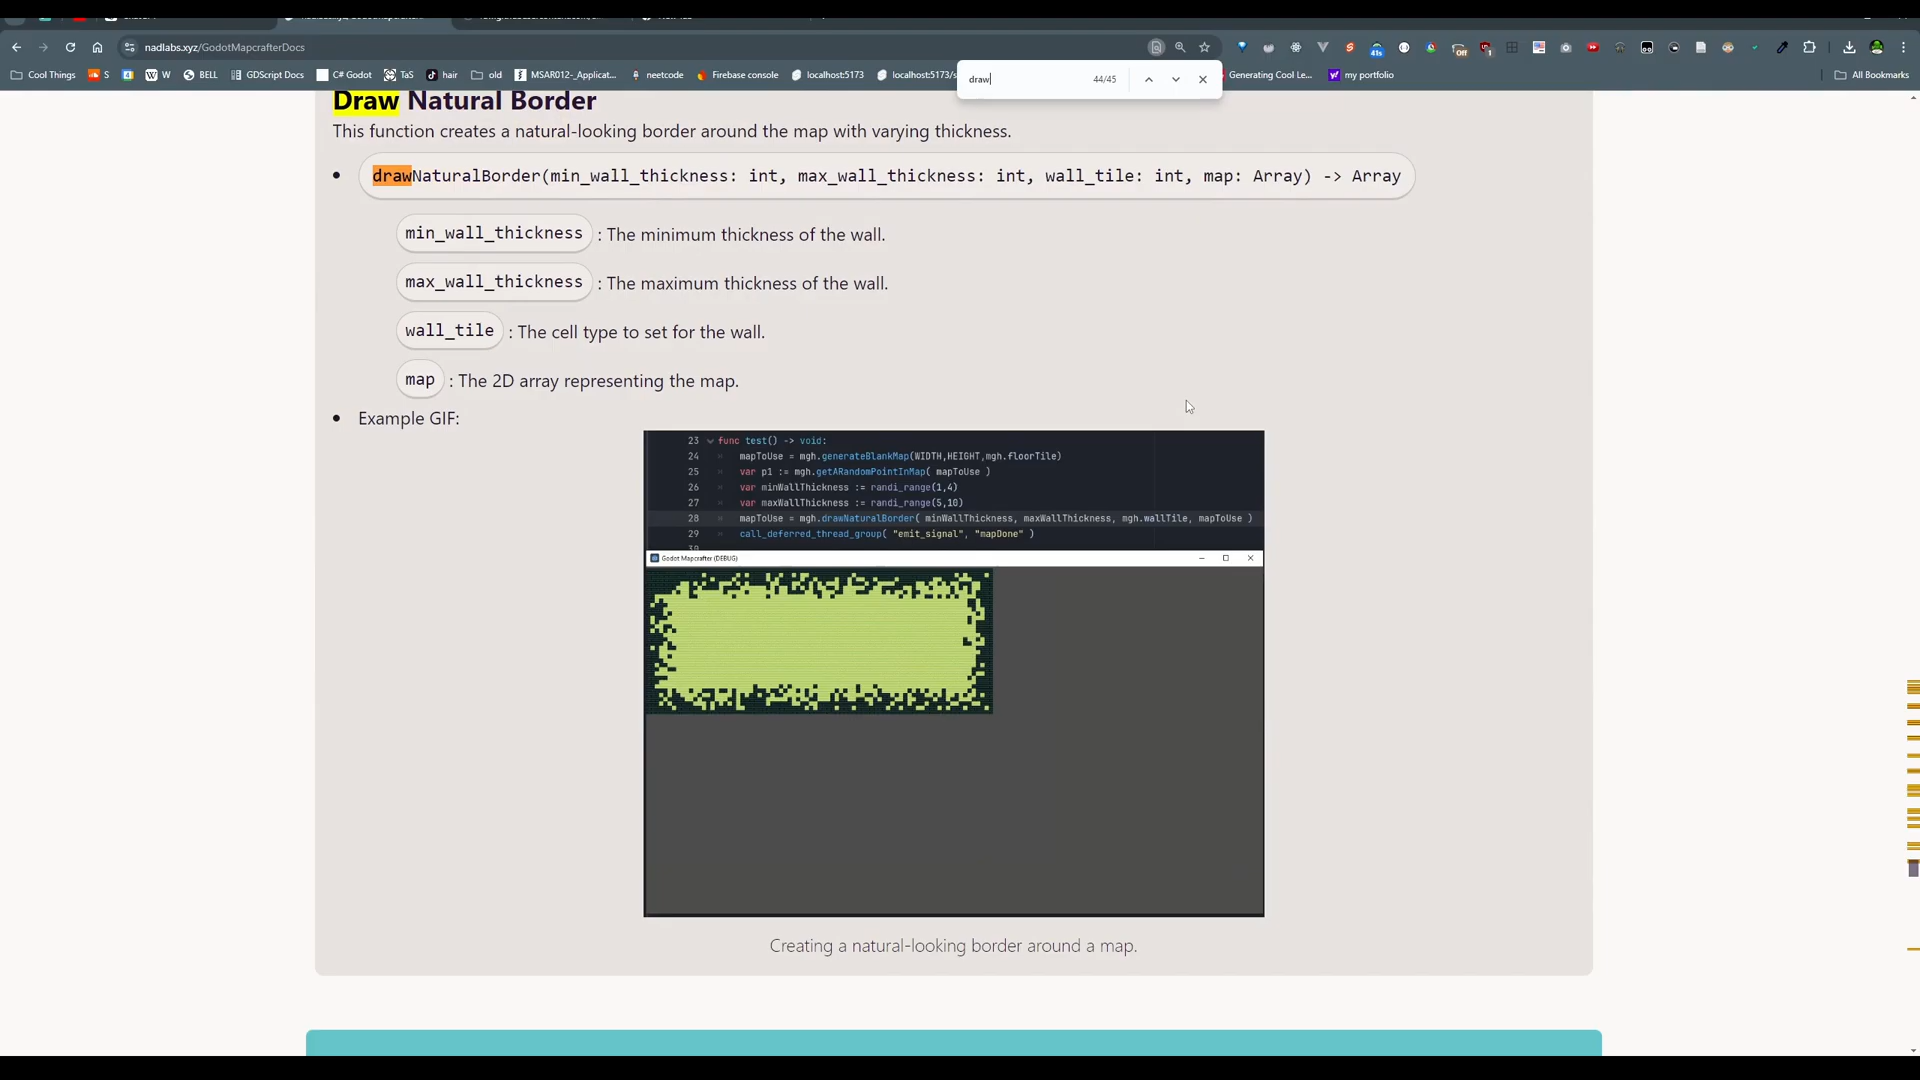 nadlabs.xyz/GodotMapcrafterDocs
Cool Things
S
W
BELL
GDScript Docs
C# Godot
TaS
hair
old
MSAR012-_Applicat...
neetcode
Firebase console
localhost:5173
localhost:5173/s
Generating Cool Le...
my portfolio
All Bookmarks
draw
44/45
Draw Natural Border
This function creates a natural-looking border around the map with varying thickness.
drawNaturalBorder(min_wall_thickness: int, max_wall_thickness: int, wall_tile: int, map: Array) -> Array
min_wall_thickness : The minimum thickness of the wall.
max_wall_thickness : The maximum thickness of the wall.
wall_tile : The cell type to set for the wall.
map : The 2D array representing the map.
Example GIF:
23 func test() -> void:
24 mapToUse = mgh.generateBlankMap(WIDTH,HEIGHT,mgh.floorTile)
25 var p1 := mgh.getARandomPointInMap( mapToUse )
26 var minWallThickness := randi_range(1,4)
27 var maxWallThickness := randi_range(5,10)
28 mapToUse = mgh.drawNaturalBorder( minWallThickness, maxWallThickness, mgh.wallTile, mapToUse )
29 call_deferred_thread_group( "emit_signal", "mapDone" )
Godot Mapcrafter (DEBUG)
Creating a natural-looking border around a map.